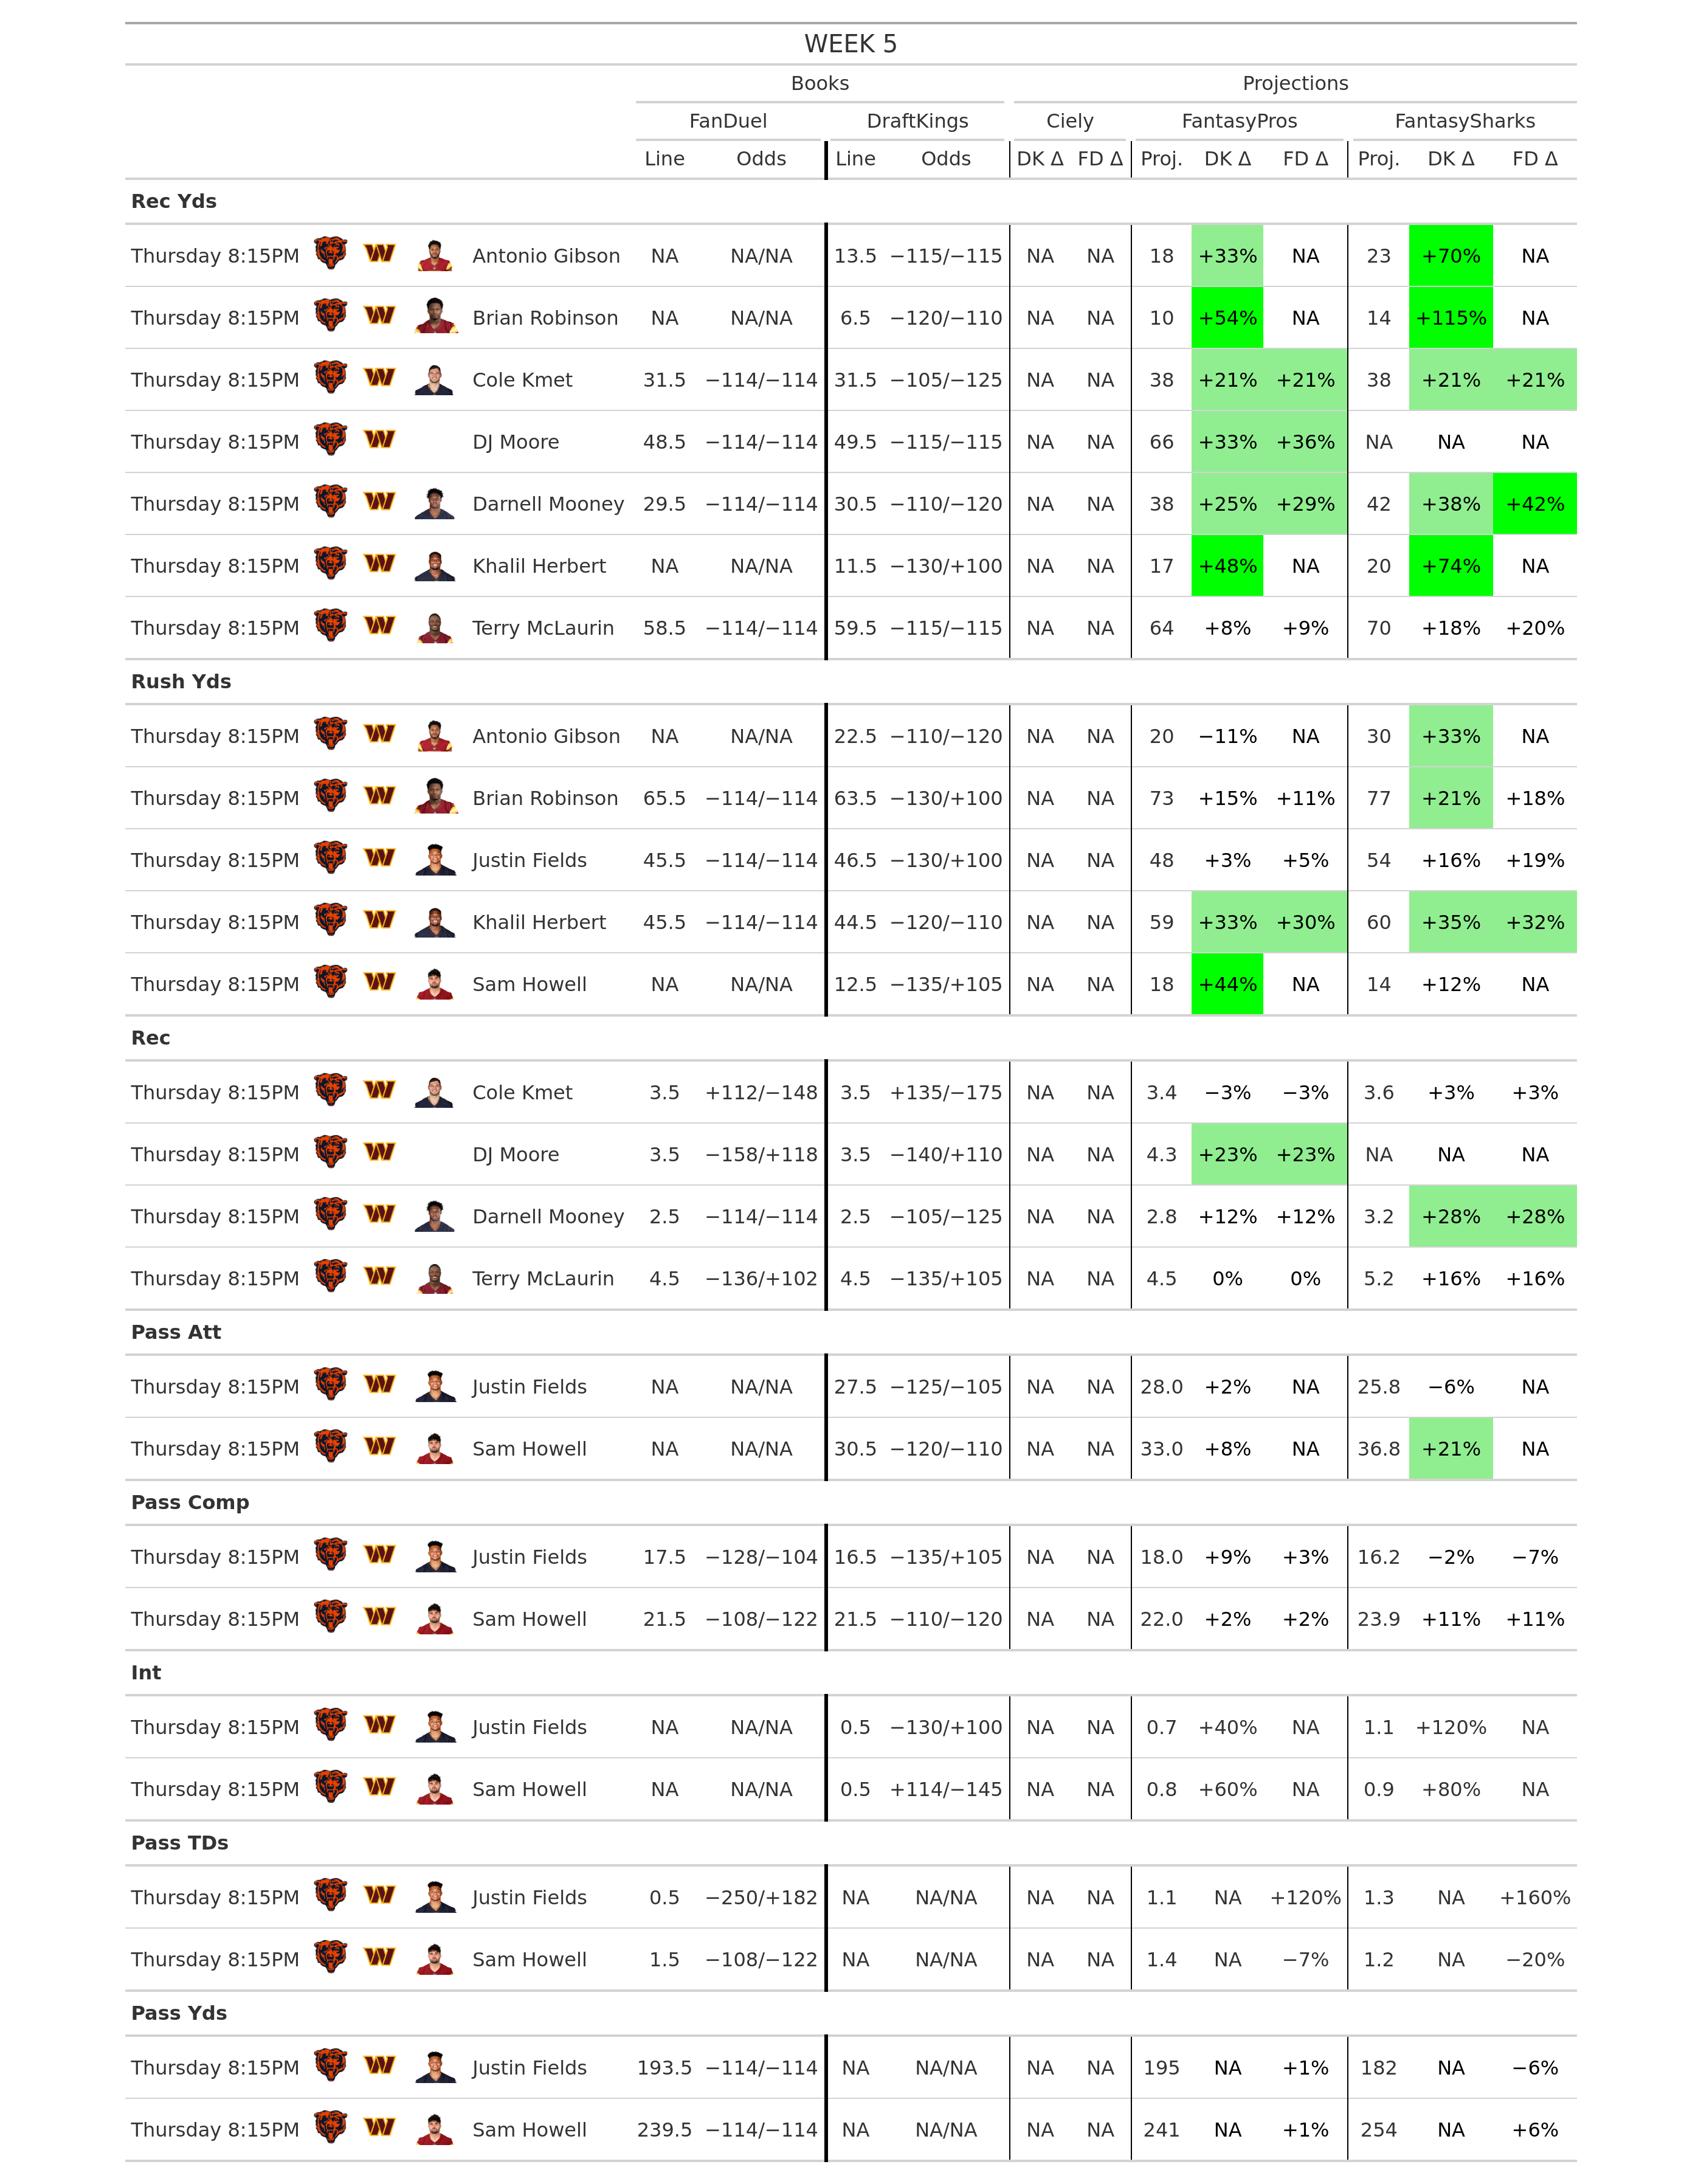 WEEK 5
Books Projections
FanDuel DraftKings Ciely FantasyPros FantasySharks
Line Odds Line Odds DK Δ FD Δ Proj. DK Δ FD Δ Proj. DK Δ FD Δ
Rec Yds
Thursday 8:15PM Antonio Gibson NA NA/NA 13.5 −115/−115 NA NA 18 +33% NA 23 +70% NA
Thursday 8:15PM Brian Robinson NA NA/NA 6.5 −120/−110 NA NA 10 +54% NA 14 +115% NA
Thursday 8:15PM Cole Kmet 31.5 −114/−114 31.5 −105/−125 NA NA 38 +21% +21% 38 +21% +21%
Thursday 8:15PM DJ Moore 48.5 −114/−114 49.5 −115/−115 NA NA 66 +33% +36% NA NA NA
Thursday 8:15PM Darnell Mooney 29.5 −114/−114 30.5 −110/−120 NA NA 38 +25% +29% 42 +38% +42%
Thursday 8:15PM Khalil Herbert NA NA/NA 11.5 −130/+100 NA NA 17 +48% NA 20 +74% NA
Thursday 8:15PM Terry McLaurin 58.5 −114/−114 59.5 −115/−115 NA NA 64 +8% +9% 70 +18% +20%
Rush Yds
Thursday 8:15PM Antonio Gibson NA NA/NA 22.5 −110/−120 NA NA 20 −11% NA 30 +33% NA
Thursday 8:15PM Brian Robinson 65.5 −114/−114 63.5 −130/+100 NA NA 73 +15% +11% 77 +21% +18%
Thursday 8:15PM Justin Fields 45.5 −114/−114 46.5 −130/+100 NA NA 48 +3% +5% 54 +16% +19%
Thursday 8:15PM Khalil Herbert 45.5 −114/−114 44.5 −120/−110 NA NA 59 +33% +30% 60 +35% +32%
Thursday 8:15PM Sam Howell NA NA/NA 12.5 −135/+105 NA NA 18 +44% NA 14 +12% NA
Rec
Thursday 8:15PM Cole Kmet 3.5 +112/−148 3.5 +135/−175 NA NA 3.4 −3% −3% 3.6 +3% +3%
Thursday 8:15PM DJ Moore 3.5 −158/+118 3.5 −140/+110 NA NA 4.3 +23% +23% NA NA NA
Thursday 8:15PM Darnell Mooney 2.5 −114/−114 2.5 −105/−125 NA NA 2.8 +12% +12% 3.2 +28% +28%
Thursday 8:15PM Terry McLaurin 4.5 −136/+102 4.5 −135/+105 NA NA 4.5 0% 0% 5.2 +16% +16%
Pass Att
Thursday 8:15PM Justin Fields NA NA/NA 27.5 −125/−105 NA NA 28.0 +2% NA 25.8 −6% NA
Thursday 8:15PM Sam Howell NA NA/NA 30.5 −120/−110 NA NA 33.0 +8% NA 36.8 +21% NA
Pass Comp
Thursday 8:15PM Justin Fields 17.5 −128/−104 16.5 −135/+105 NA NA 18.0 +9% +3% 16.2 −2% −7%
Thursday 8:15PM Sam Howell 21.5 −108/−122 21.5 −110/−120 NA NA 22.0 +2% +2% 23.9 +11% +11%
Int
Thursday 8:15PM Justin Fields NA NA/NA 0.5 −130/+100 NA NA 0.7 +40% NA 1.1 +120% NA
Thursday 8:15PM Sam Howell NA NA/NA 0.5 +114/−145 NA NA 0.8 +60% NA 0.9 +80% NA
Pass TDs
Thursday 8:15PM Justin Fields 0.5 −250/+182 NA NA/NA NA NA 1.1 NA +120% 1.3 NA +160%
Thursday 8:15PM Sam Howell 1.5 −108/−122 NA NA/NA NA NA 1.4 NA −7% 1.2 NA −20%
Pass Yds
Thursday 8:15PM Justin Fields 193.5 −114/−114 NA NA/NA NA NA 195 NA +1% 182 NA −6%
Thursday 8:15PM Sam Howell 239.5 −114/−114 NA NA/NA NA NA 241 NA +1% 254 NA +6%